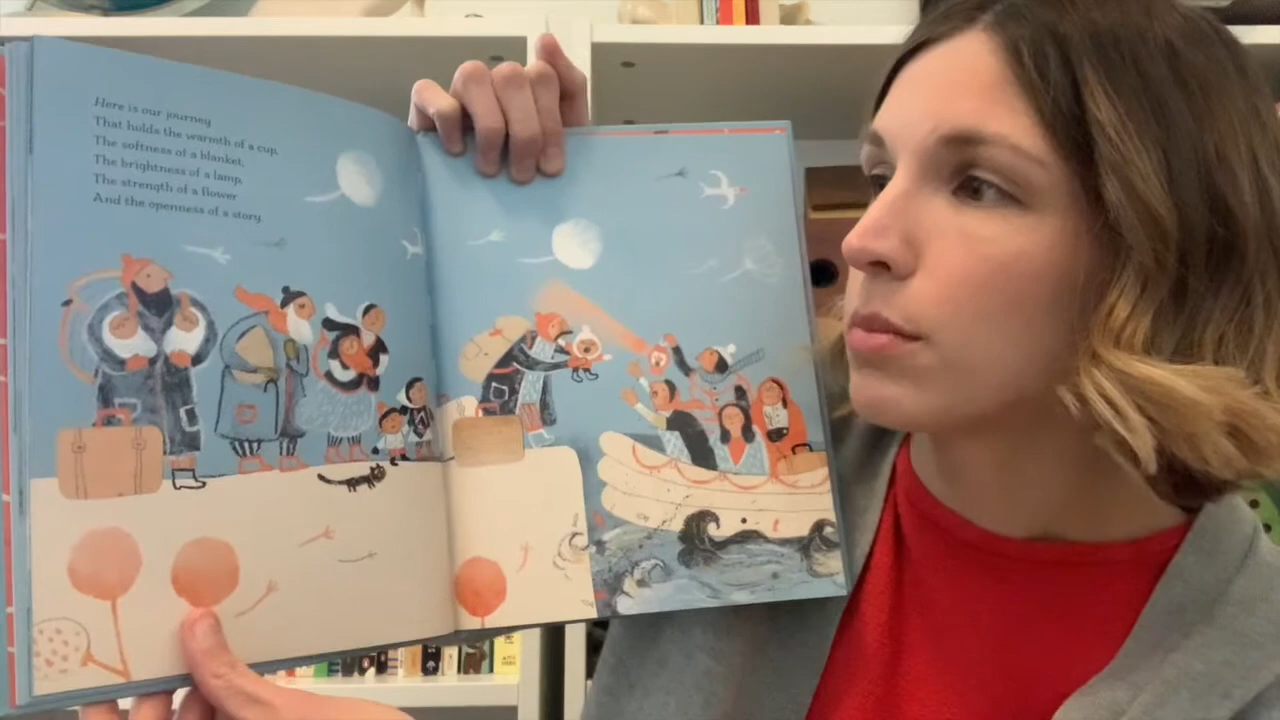 Here is our journey
That holds the warmth of a cup,
The softness of a blanket,
The brightness of a lamp,
The strength of a flower
And the openness of a story.